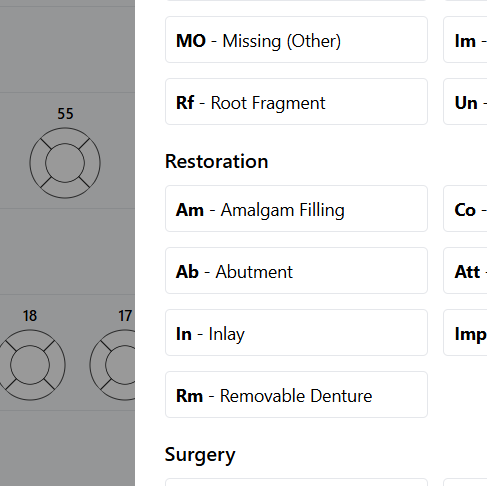 MO - Missing (Other)
Im -
Rf - Root Fragment
Un -
55
Restoration
Am - Amalgam Filling
Co -
Ab - Abutment
Att -
18
17
In - Inlay
Imp
Rm - Removable Denture
Surgery